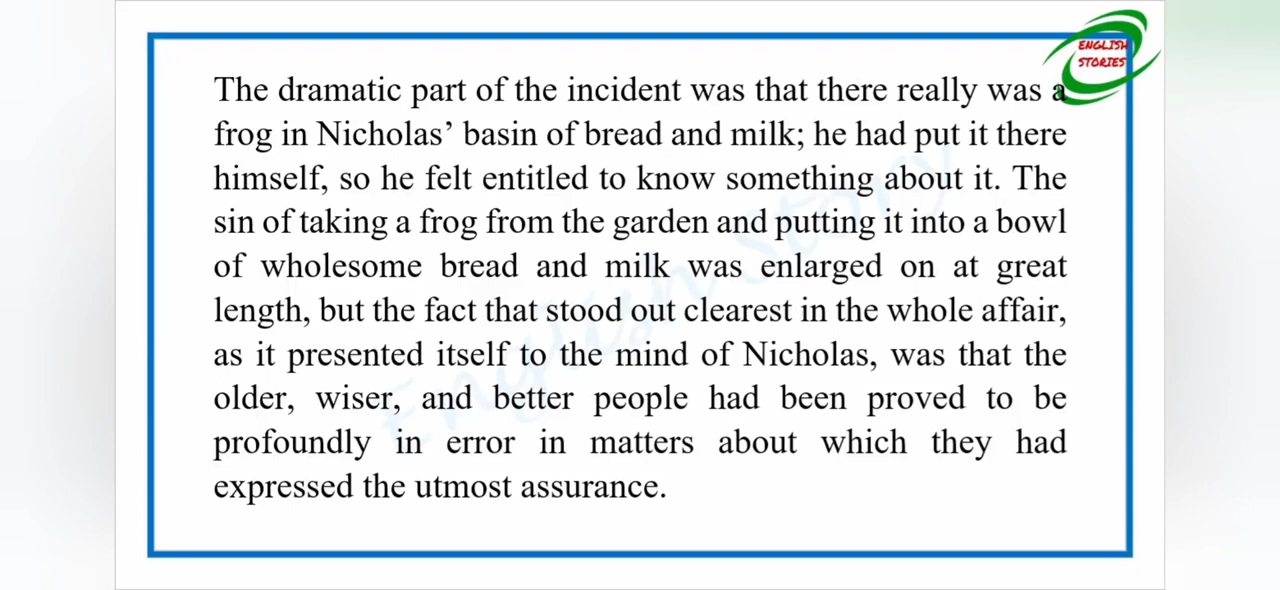 ENGLISH
STORIES
The dramatic part of the incident was that there really was a
frog in Nicholas’ basin of bread and milk; he had put it there
himself, so he felt entitled to know something about it. The
sin of taking a frog from the garden and putting it into a bowl
of wholesome bread and milk was enlarged on at great
length, but the fact that stood out clearest in the whole affair,
as it presented itself to the mind of Nicholas, was that the
older, wiser, and better people had been proved to be
profoundly in error in matters about which they had
expressed the utmost assurance.
English Story